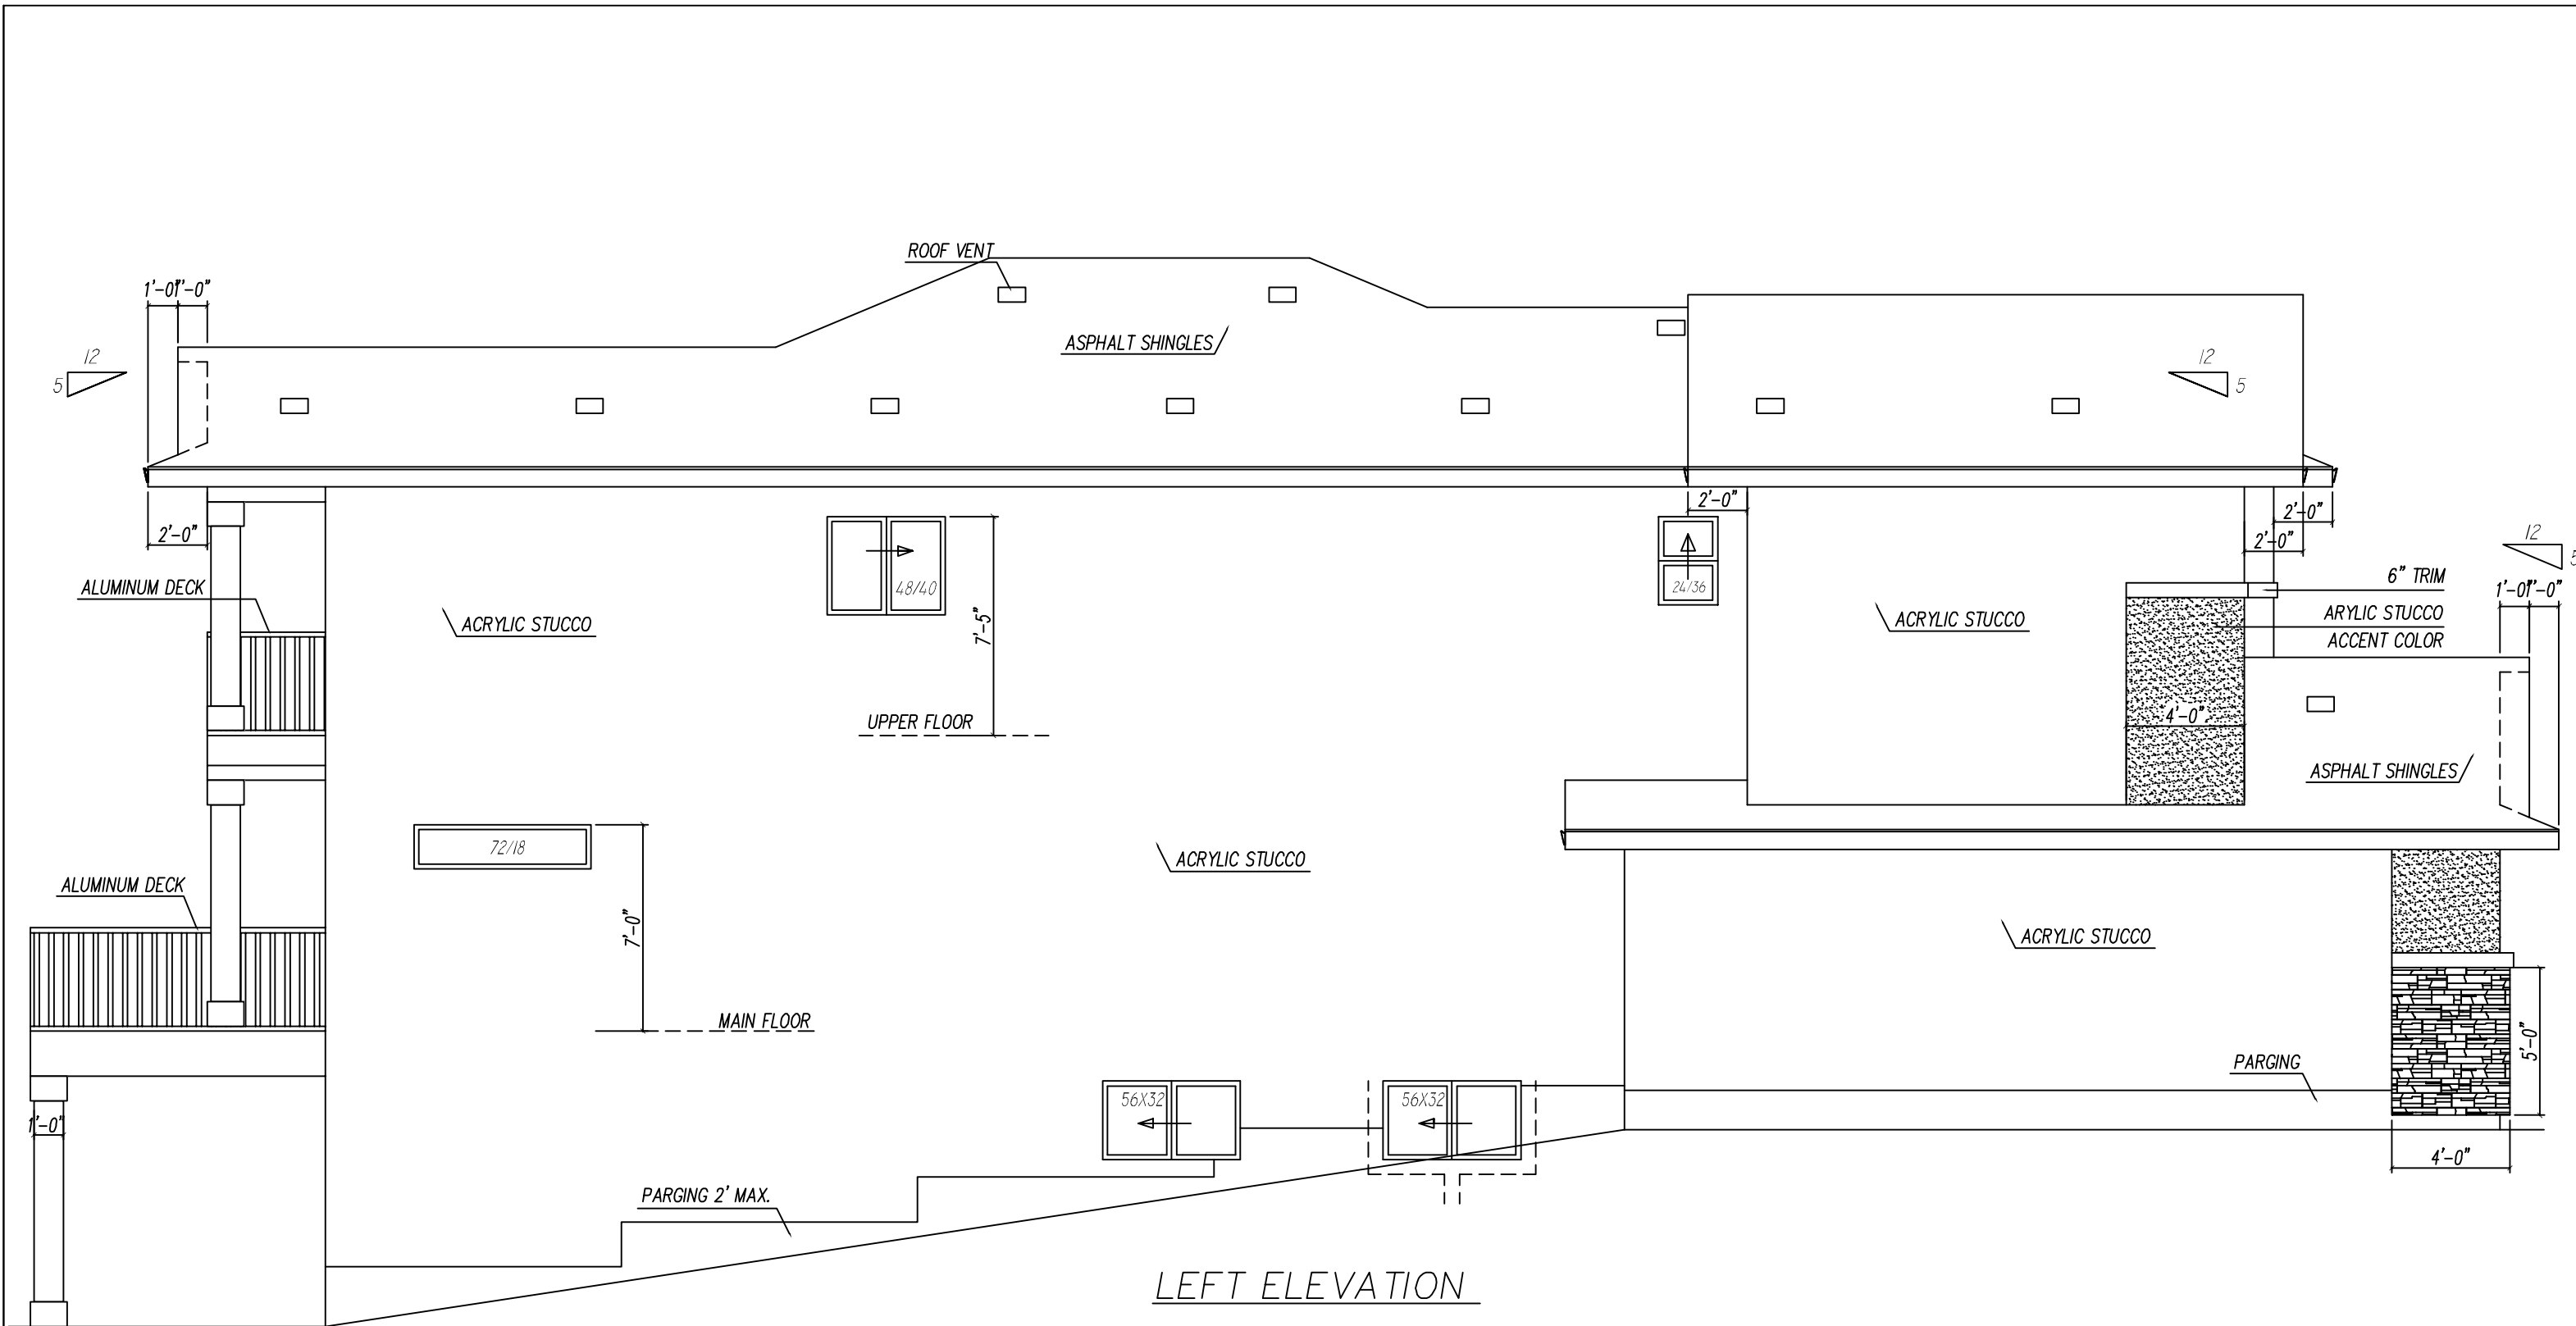 ROOF VENT
1'-0" 1'-0"
ASPHALT SHINGLES
12
5
12
5
2'-0"
2'-0"
2'-0"
2'-0"
12
5
ALUMINUM DECK
48/40
24/36
6" TRIM
1'-0" 1'-0"
ACRYLIC STUCCO
7'-5"
ACRYLIC STUCCO
ARYLIC STUCCO
ACCENT COLOR
UPPER FLOOR
4'-0"
ASPHALT SHINGLES
72/18
ACRYLIC STUCCO
ALUMINUM DECK
7'-0"
ACRYLIC STUCCO
MAIN FLOOR
5'-0"
PARGING
56X32
56X32
1'-0"
4'-0"
PARGING 2' MAX.
LEFT ELEVATION